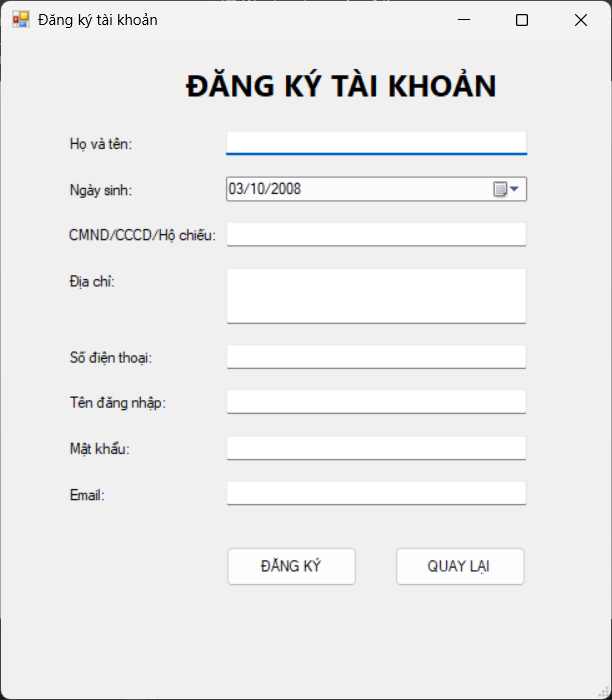 Đăng ký tài khoản
ĐĂNG KÝ TÀI KHOẢN
Họ và tên:
Ngày sinh: 03/10/2008
CMND/CCCD/Hộ chiếu:
Địa chỉ:
Số điện thoại:
Tên đăng nhập:
Mật khẩu:
Email:
ĐĂNG KÝ QUAY LẠI